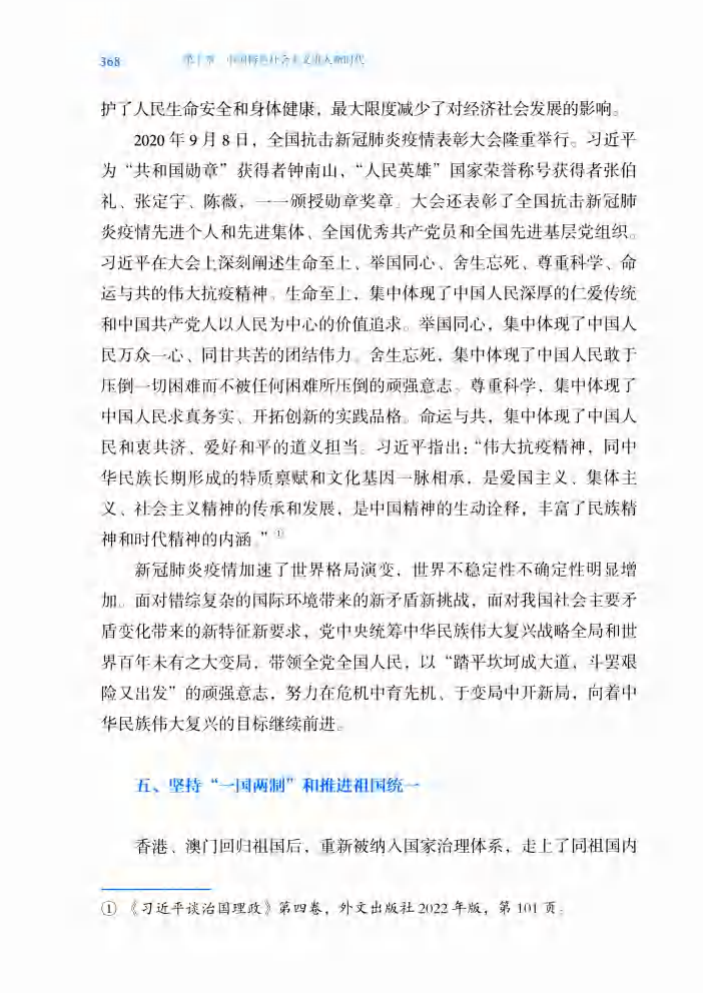 368 第十章 中国特色社会主义进入新时代
护了人民生命安全和身体健康，最大限度减少了对经济社会发展的影响。
2020 年 9 月 8 日，全国抗击新冠肺炎疫情表彰大会隆重举行。习近平
为“共和国勋章”获得者钟南山，“人民英雄”国家荣誉称号获得者张伯
礼、张定宇、陈薇，一一颁授勋章奖章。大会还表彰了全国抗击新冠肺
炎疫情先进个人和先进集体、全国优秀共产党员和全国先进基层党组织。
习近平在大会上深刻阐述生命至上、举国同心、舍生忘死、尊重科学、命
运与共的伟大抗疫精神。生命至上，集中体现了中国人民深厚的仁爱传统
和中国共产党人以人民为中心的价值追求。举国同心，集中体现了中国人
民万众一心、同甘共苦的团结伟力。舍生忘死，集中体现了中国人民敢于
压倒一切困难而不被任何困难所压倒的顽强意志。尊重科学，集中体现了
中国人民求真务实、开拓创新的实践品格。命运与共，集中体现了中国人
民和衷共济、爱好和平的道义担当。习近平指出：“伟大抗疫精神，同中
华民族长期形成的特质禀赋和文化基因一脉相承，是爱国主义、集体主
义、社会主义精神的传承和发展，是中国精神的生动诠释，丰富了民族精
神和时代精神的内涵。”①
新冠肺炎疫情加速了世界格局演变，世界不稳定性不确定性明显增
加。面对错综复杂的国际环境带来的新矛盾新挑战，面对我国社会主要矛
盾变化带来的新特征新要求，党中央统筹中华民族伟大复兴战略全局和世
界百年未有之大变局，带领全党全国人民，以“踏平坎坷成大道，斗罢艰
险又出发”的顽强意志，努力在危机中育先机、于变局中开新局，向着中
华民族伟大复兴的目标继续前进。
五、坚持“一国两制”和推进祖国统一
香港、澳门回归祖国后，重新被纳入国家治理体系，走上了同祖国内
① 《习近平谈治国理政》第四卷，外文出版社 2022 年版，第 101 页。